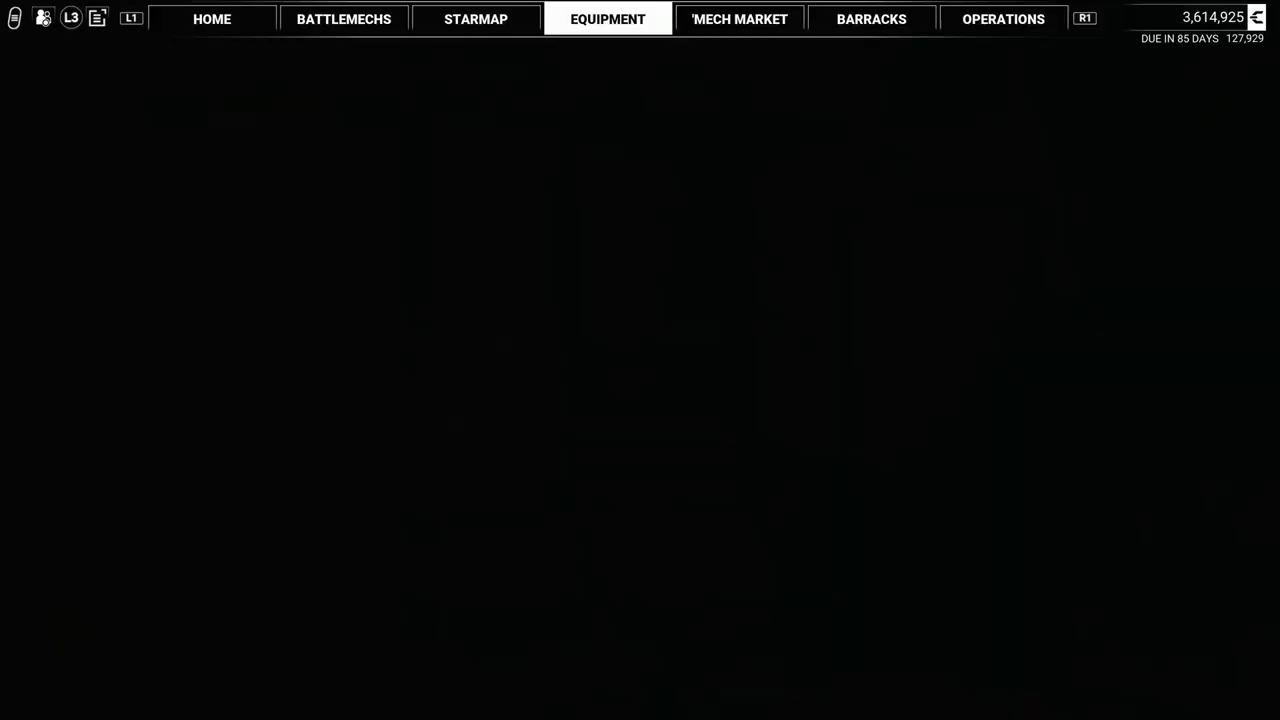 L3 L1 HOME BATTLEMECHS STARMAP EQUIPMENT 'MECH MARKET BARRACKS OPERATIONS R1 3,614,925
DUE IN 85 DAYS 127,929